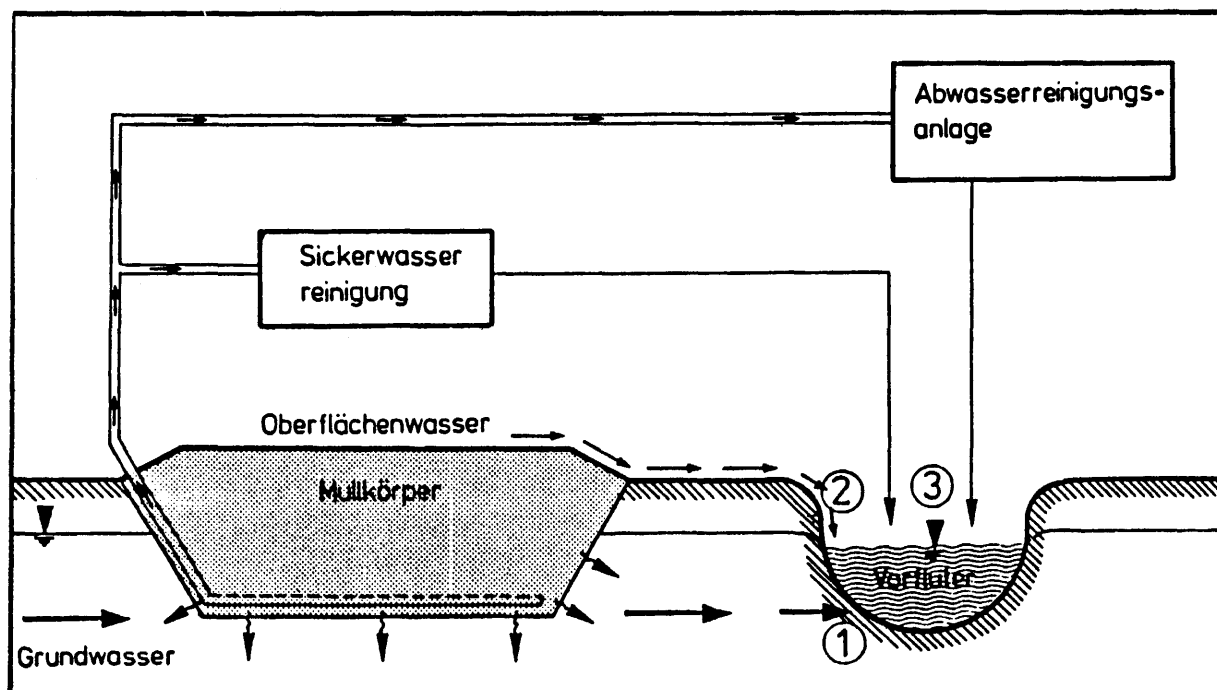 Abwasserreinigungs-
anlage
Sickerwasser
reinigung
Oberflächenwasser
Mullkörper
2
3
Vorfluter
1
Grundwasser